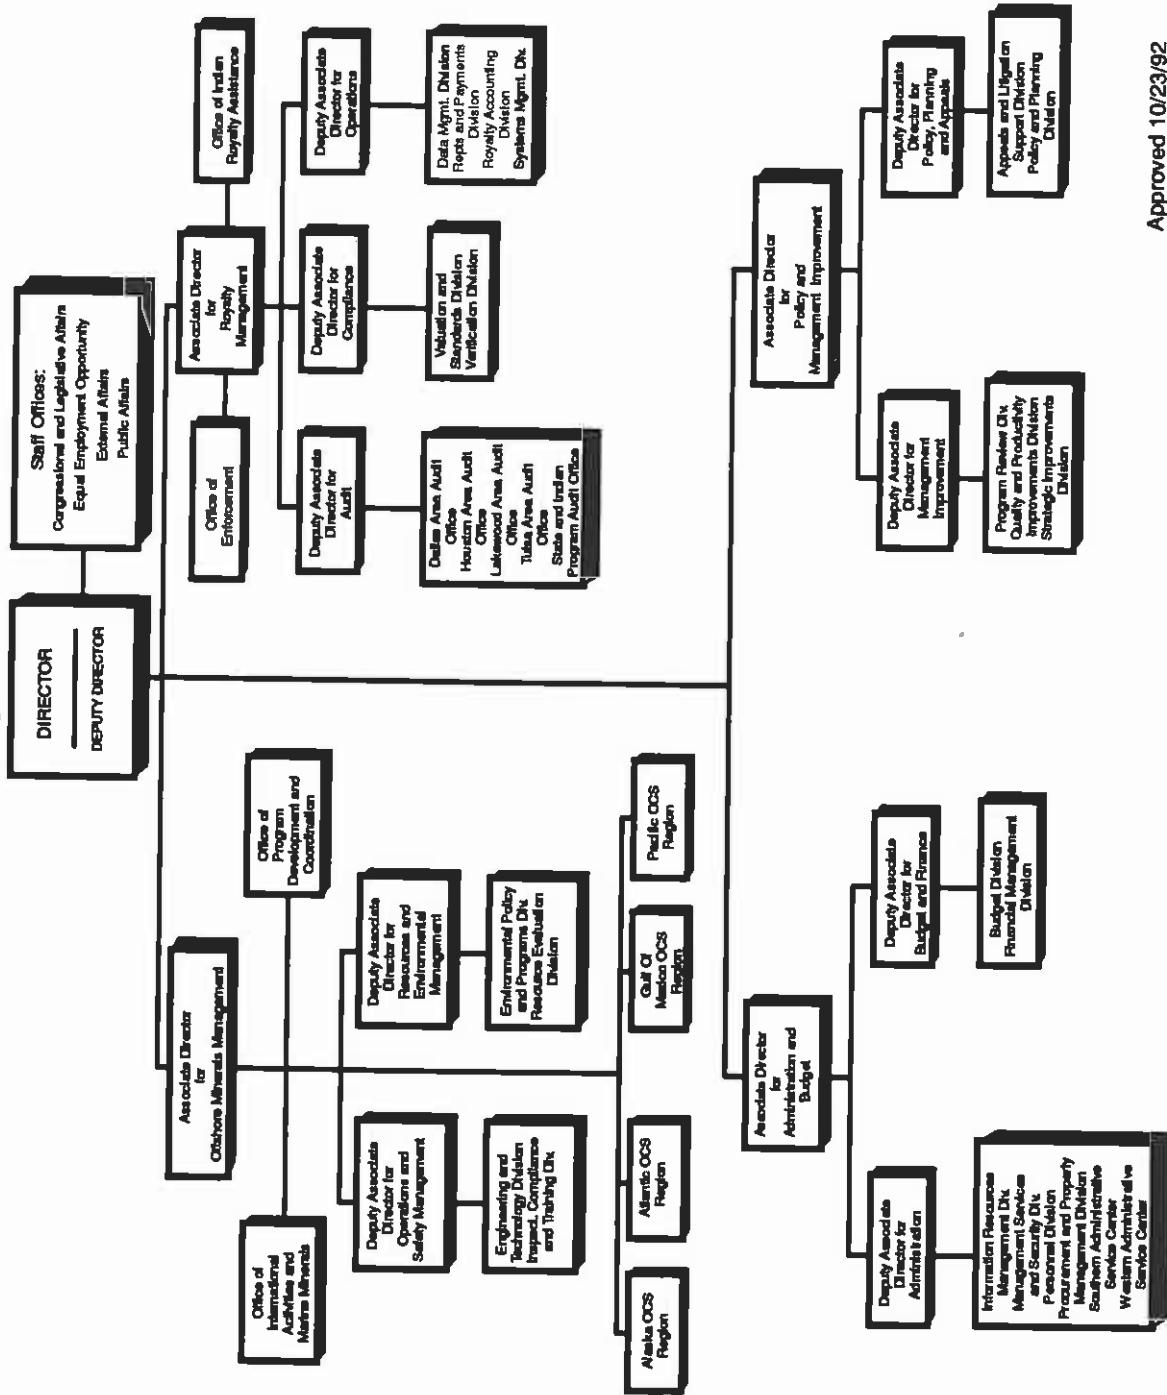 DIRECTOR
DEPUTY DIRECTOR
Staff Offices:
Congressional and Legislative Affairs
Equal Employment Opportunity
External Affairs
Public Affairs
Associate Director
for
Offshore Minerals Management
Office of
International
Activities and
Marine Minerals
Office of
Program
Development and
Coordination
Deputy Associate
Director for
Operations and
Safety Management
Engineering and
Technology Division
Inspect. Compliance
and Training Div.
Deputy Associate
Director for
Resources and
Environmental
Management
Environmental Policy
and Programs Div.
Resource Evaluation
Division
Alaska OCS
Region
Atlantic OCS
Region
Gulf Of
Mexico OCS
Region
Pacific OCS
Region
Associate Director
for
Royalty
Management
Office of
Enforcement
Office of Indian
Royalty Assistance
Deputy Associate
Director for
Audit
Dallas Area Audit
Office
Houston Area Audit
Office
Lakewood Area Audit
Office
Tulsa Area Audit
Office
State and Indian
Program Audit Office
Deputy Associate
Director for
Compliance
Valuation and
Standards Division
Verification Division
Deputy Associate
Director for
Operations
Data Mgmt. Division
Repts and Payments
Division
Royalty Accounting
Division
Systems Mgmt. Div.
Associate Director
for
Administration and
Budget
Deputy Associate
Director for
Administration
Information Resources
Management Div.
Management Services
and Security Div.
Personnel Division
Procurement and Property
Management Division
Southern Administrative
Service Center
Western Administrative
Service Center
Deputy Associate
Director for
Budget and Finance
Budget Division
Financial Management
Division
Associate Director
for
Policy and
Management Improvement
Deputy Associate
Director for
Management
Improvement
Program Review Div.
Quality and Productivity
Improvements Division
Strategic Improvements
Division
Deputy Associate
Director for
Policy, Planning
and Appeals
Appeals and Litigation
Support Division
Policy and Planning
Division
Approved 10/23/92